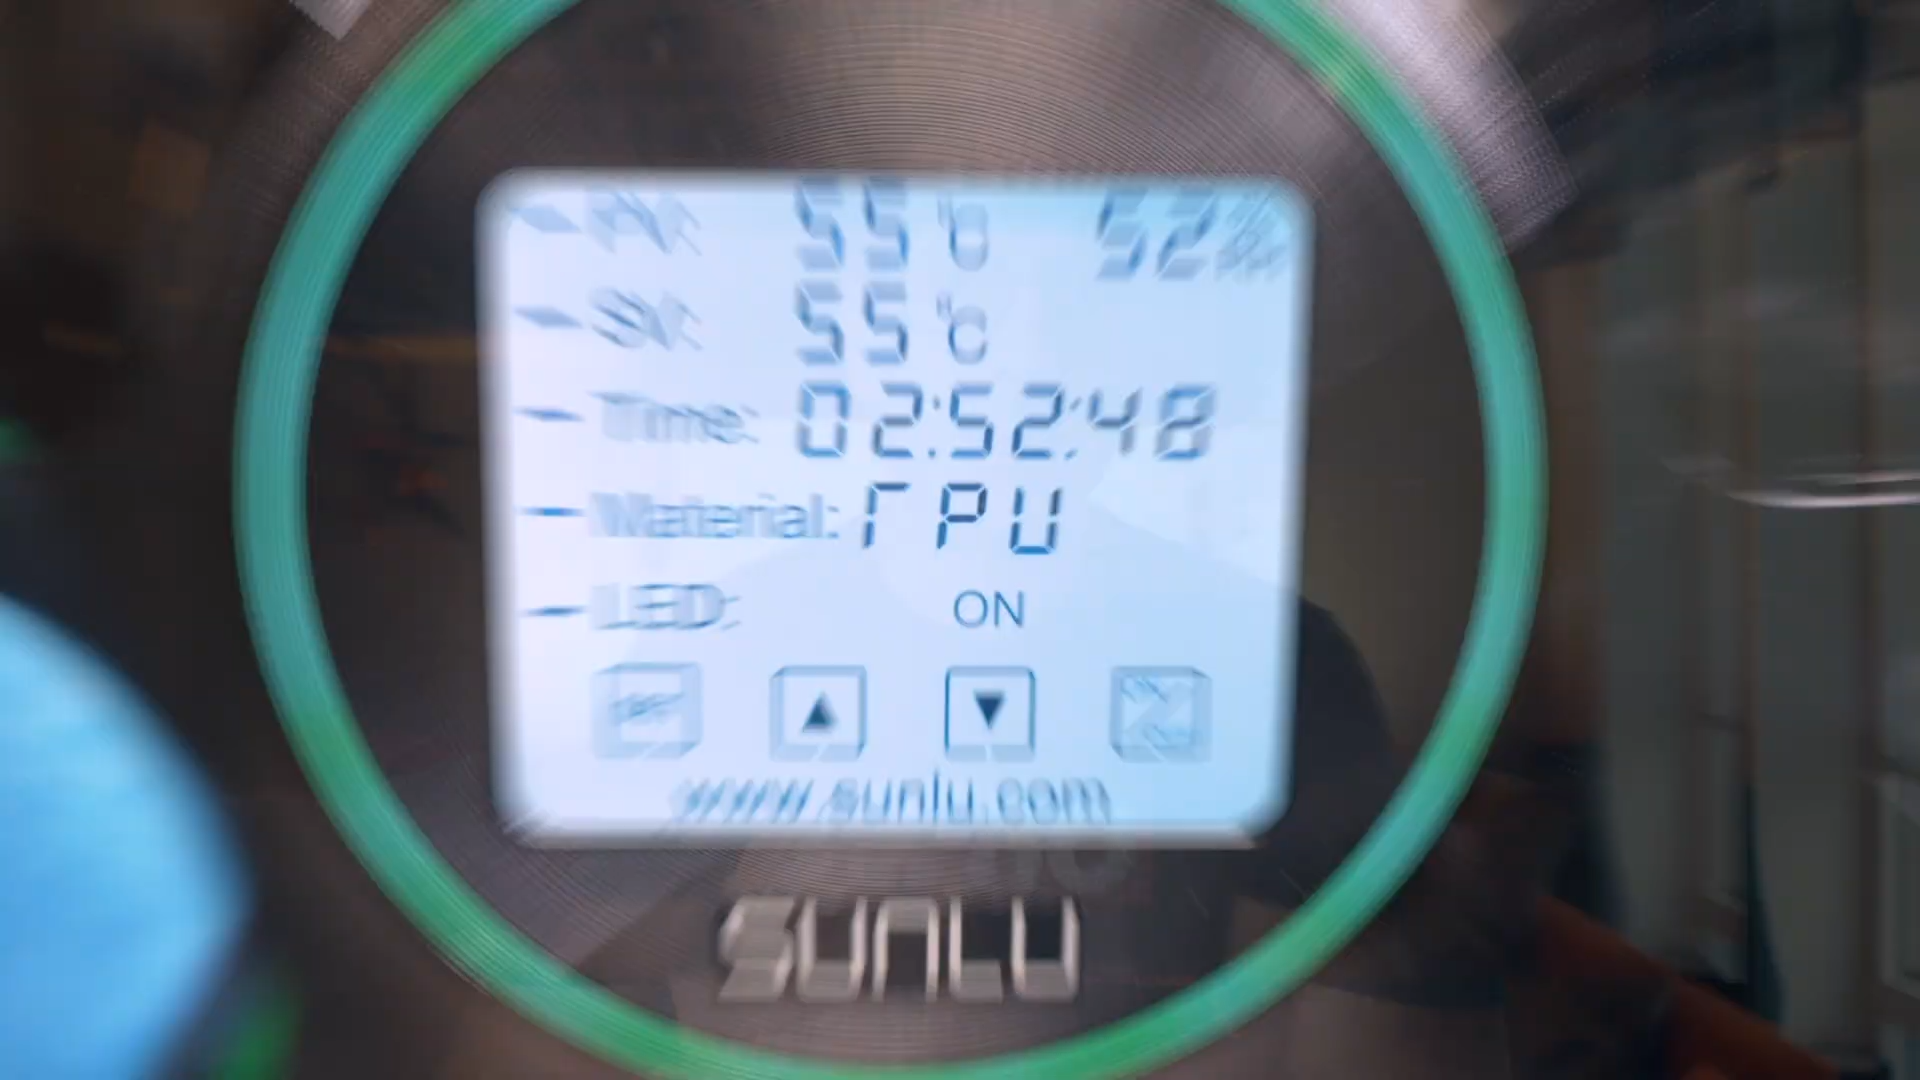 PV: 55 ℃ 52%
SV: 55 ℃
Time: 02:52:48
Material: TPU
LED: ON
www.sunlu.com
SUNLU